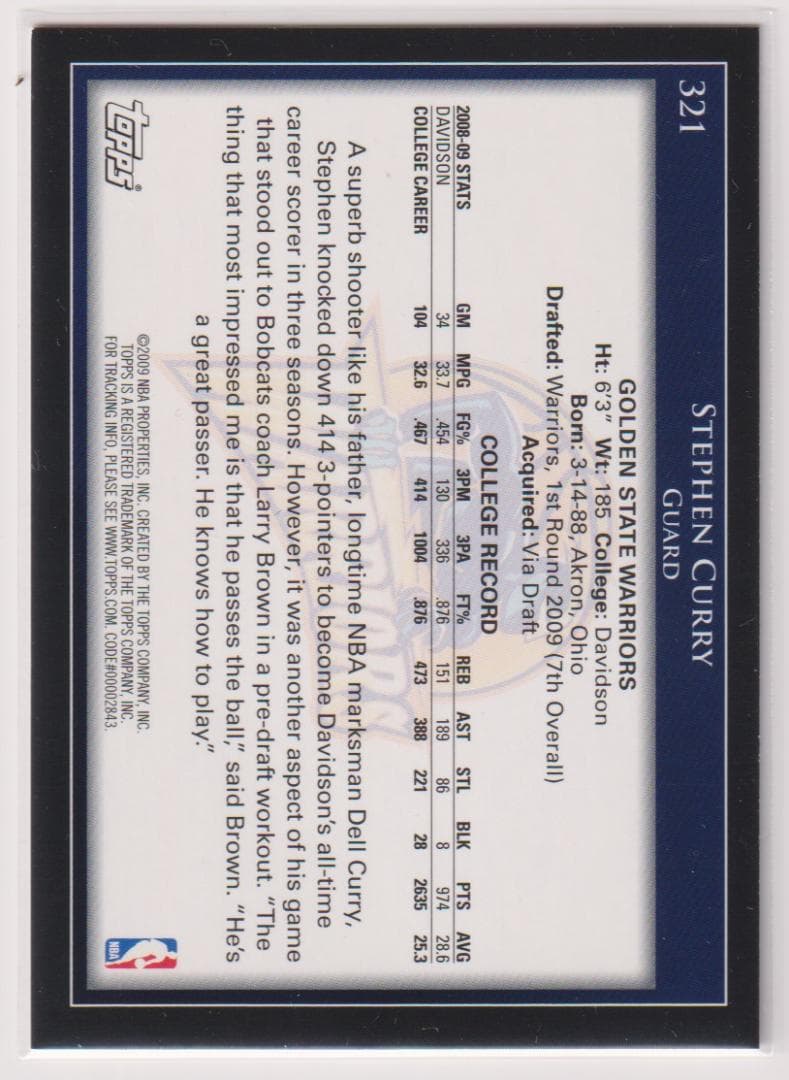 321
STEPHEN CURRY
GUARD
GOLDEN STATE WARRIORS
Ht: 6'3" Wt: 185 College: Davidson
Born: 3-14-88, Akron, Ohio
Drafted: Warriors, 1st Round 2009 (7th Overall)
Acquired: Via Draft
COLLEGE RECORD
2008-09 STATS GM MPG FG% 3PM 3PA FT% REB AST STL BLK PTS AVG
DAVIDSON 34 33.7 .454 130 336 .876 151 189 86 8 974 28.6
COLLEGE CAREER 104 32.6 .467 414 1004 .876 473 388 221 28 2635 25.3
A superb shooter like his father, longtime NBA marksman Dell Curry,
Stephen knocked down 414 3-pointers to become Davidson's all-time
career scorer in three seasons. However, it was another aspect of his game
that stood out to Bobcats coach Larry Brown in a pre-draft workout. "The
thing that most impressed me is that he passes the ball," said Brown. "He's
a great passer. He knows how to play."
WARRIORS
Topps®
©2009 NBA PROPERTIES, INC. CREATED BY THE TOPPS COMPANY, INC.
TOPPS IS A REGISTERED TRADEMARK OF THE TOPPS COMPANY, INC.
FOR TRACKING INFO, PLEASE SEE WWW.TOPPS.COM. CODE#00002843.
NBA